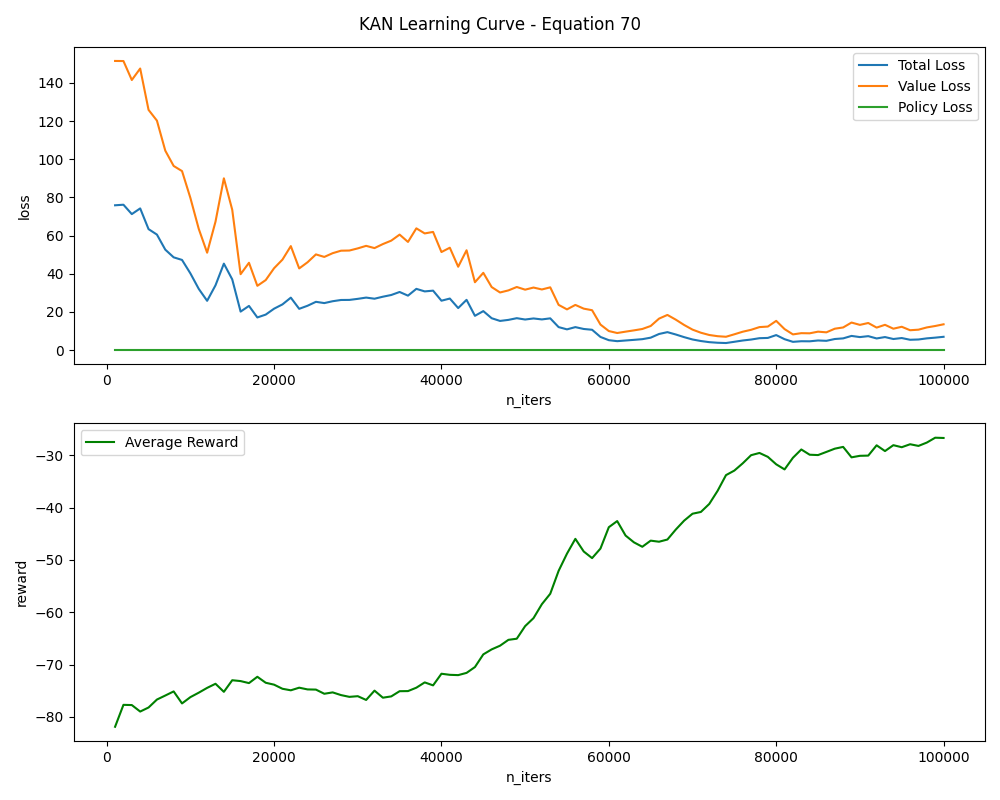 KAN Learning Curve - Equation 70
Total Loss
Value Loss
Policy Loss
140
120
100
80
60
40
20
0
loss
0 20000 40000 60000 80000 100000
n_iters
Average Reward
−30
−40
−50
−60
−70
−80
reward
0 20000 40000 60000 80000 100000
n_iters